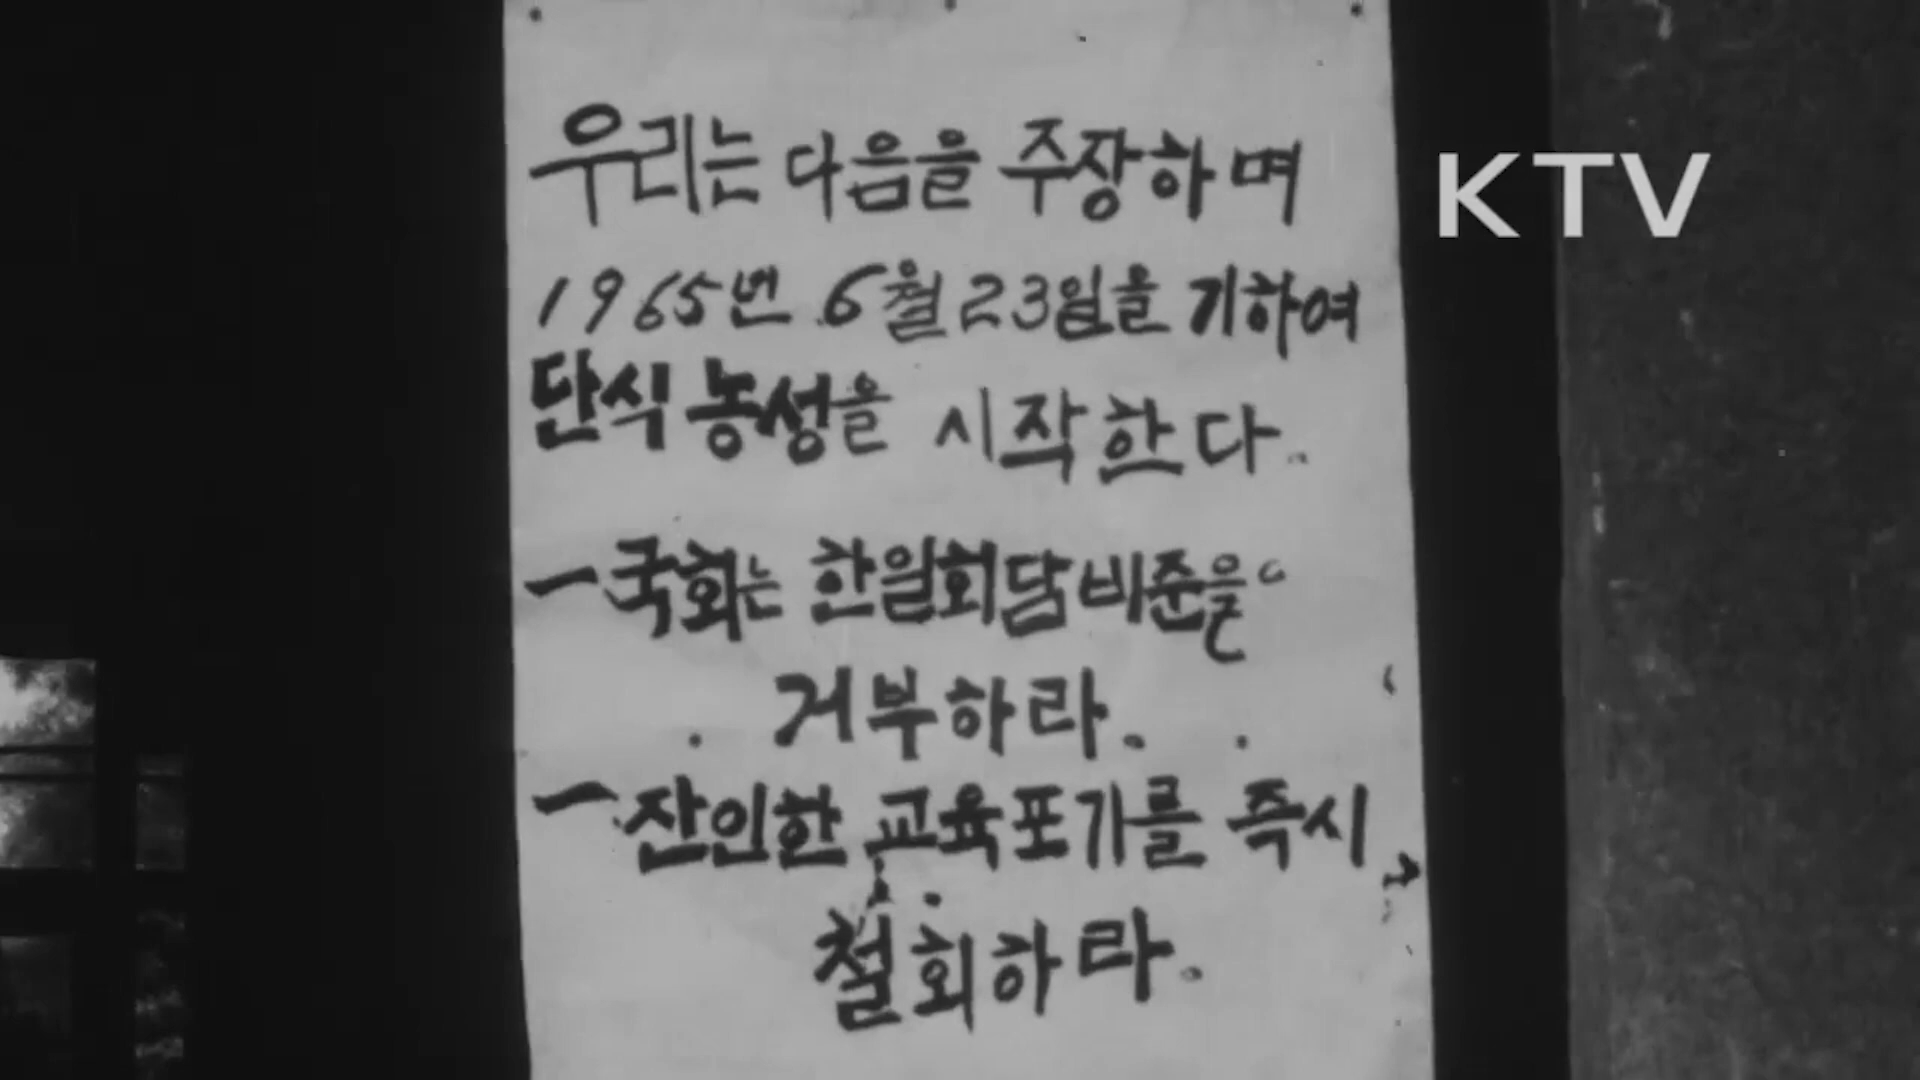 우리는 다음을 주장하며
KTV
1965년 6월 23일을 기하여
단식 농성을 시작한다.
一국회는 한일회담비준을
거부하라.
一잔인한 교육포기를 즉시
철회하라.